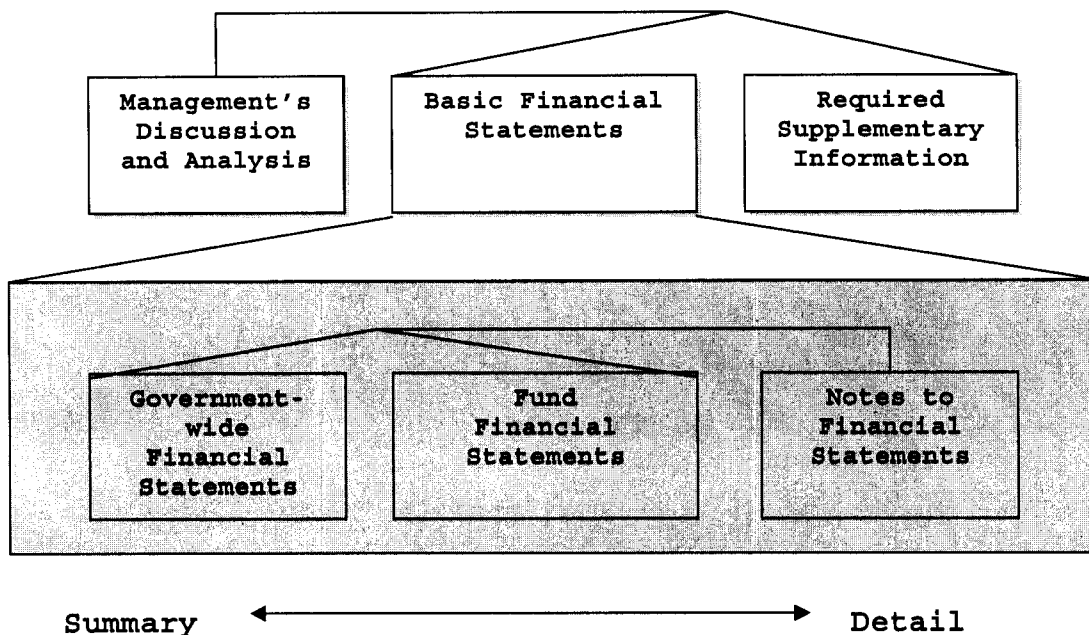 Management's
Discussion
and Analysis
Basic Financial
Statements
Required
Supplementary
Information
Government-
wide
Financial
Statements
Fund
Financial
Statements
Notes to
Financial
Statements
Summary
Detail